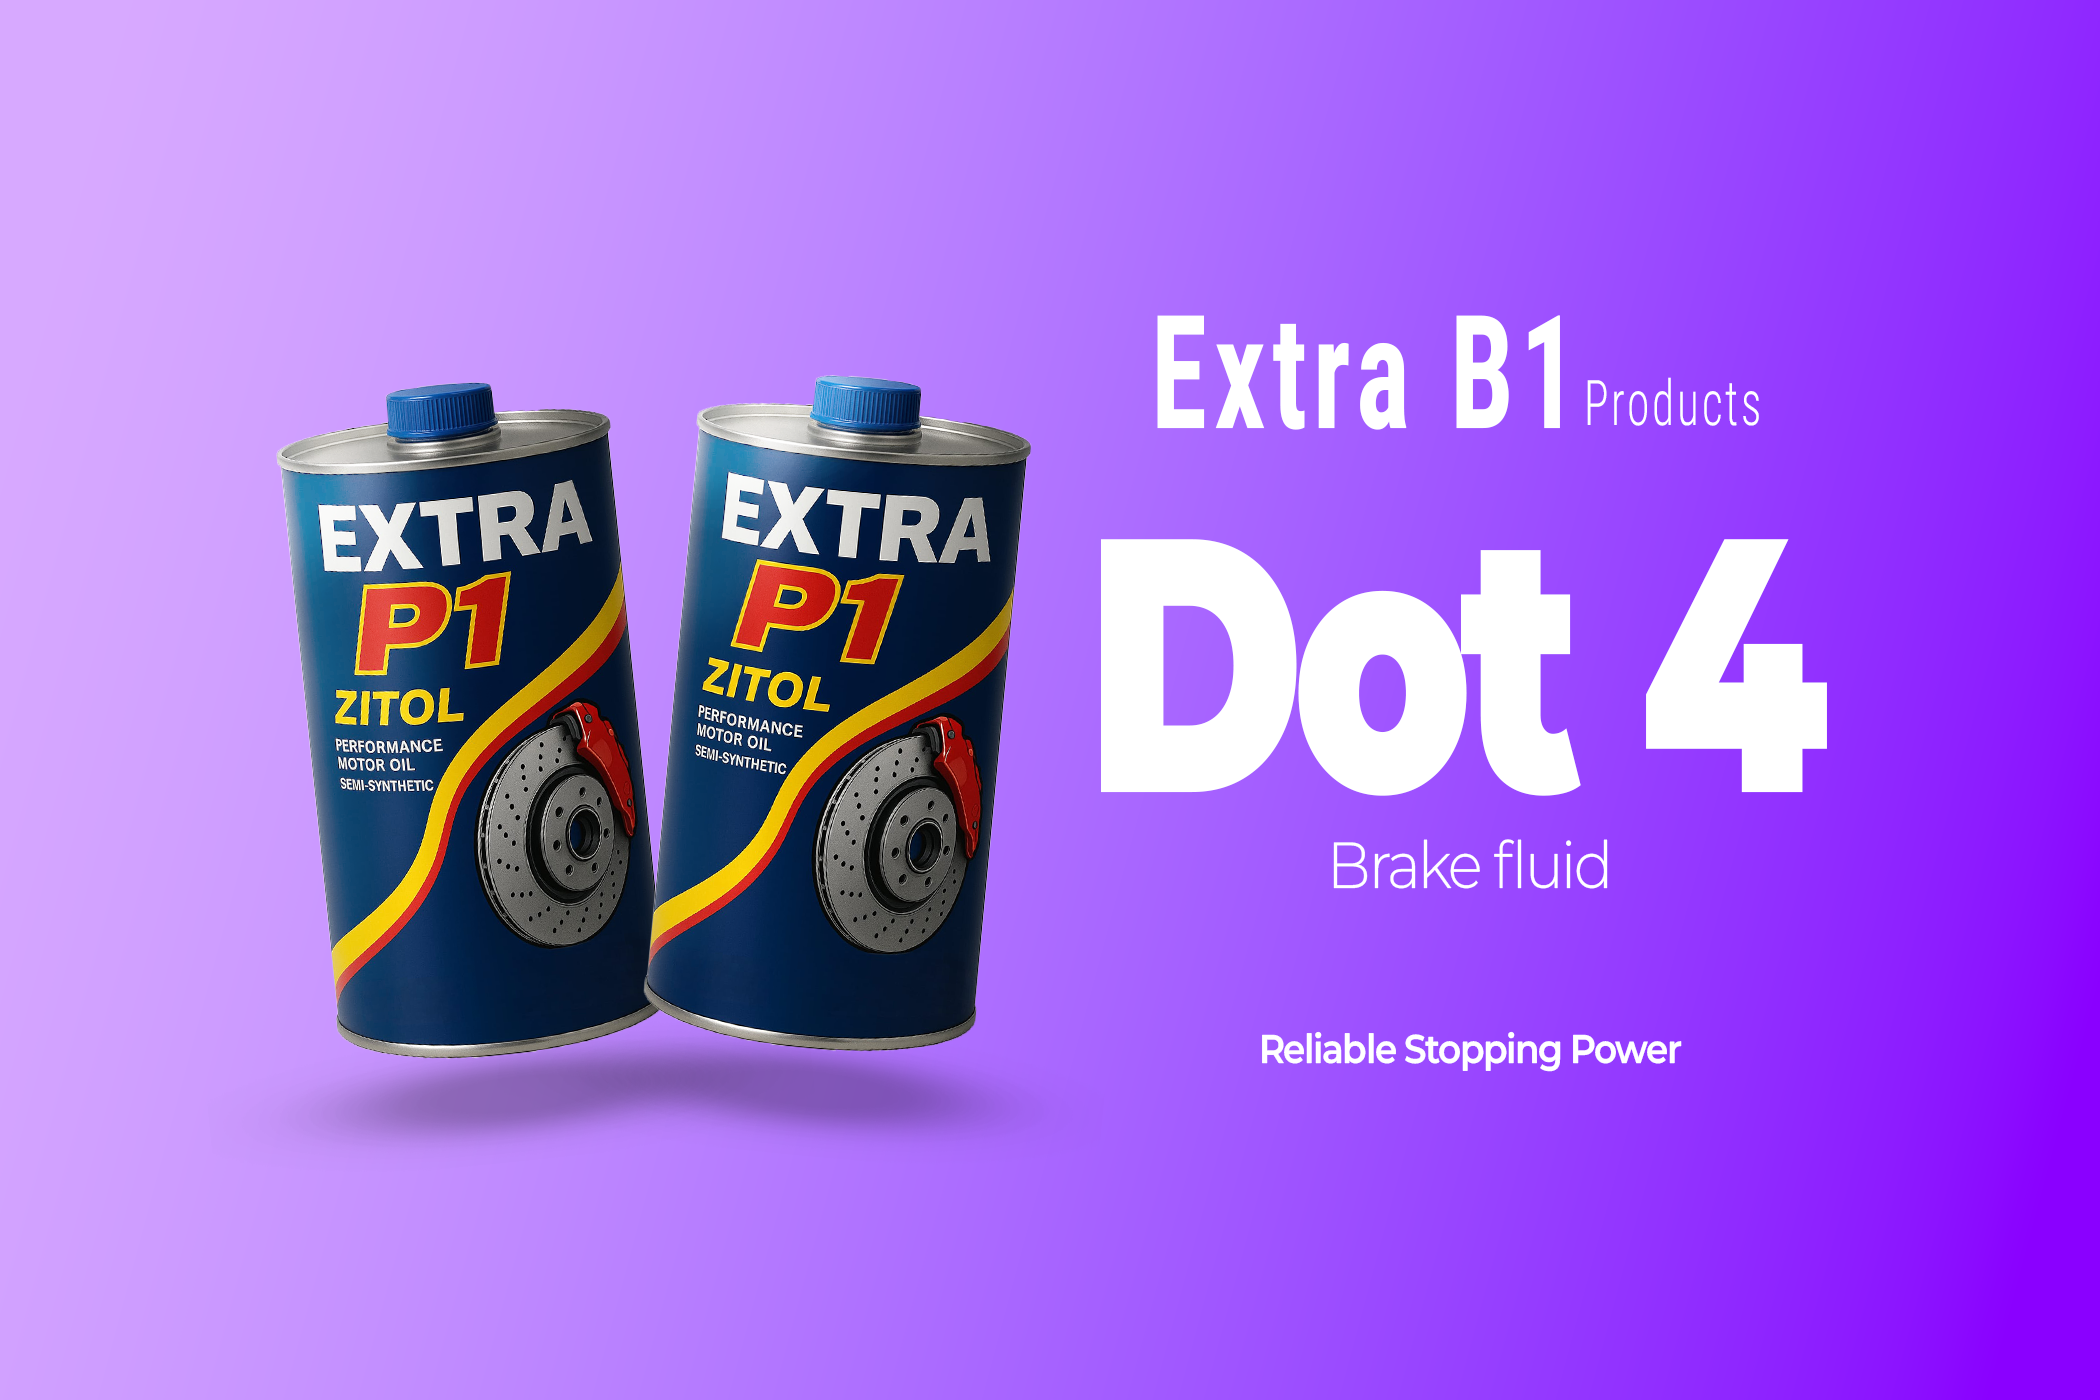 EXTRA
P1
ZITOL
PERFORMANCE
MOTOR OIL
SEMI-SYNTHETIC
EXTRA
P1
ZITOL
PERFORMANCE
MOTOR OIL
SEMI-SYNTHETIC
Extra B1 Products
Dot 4
Brake fluid
Reliable Stopping Power